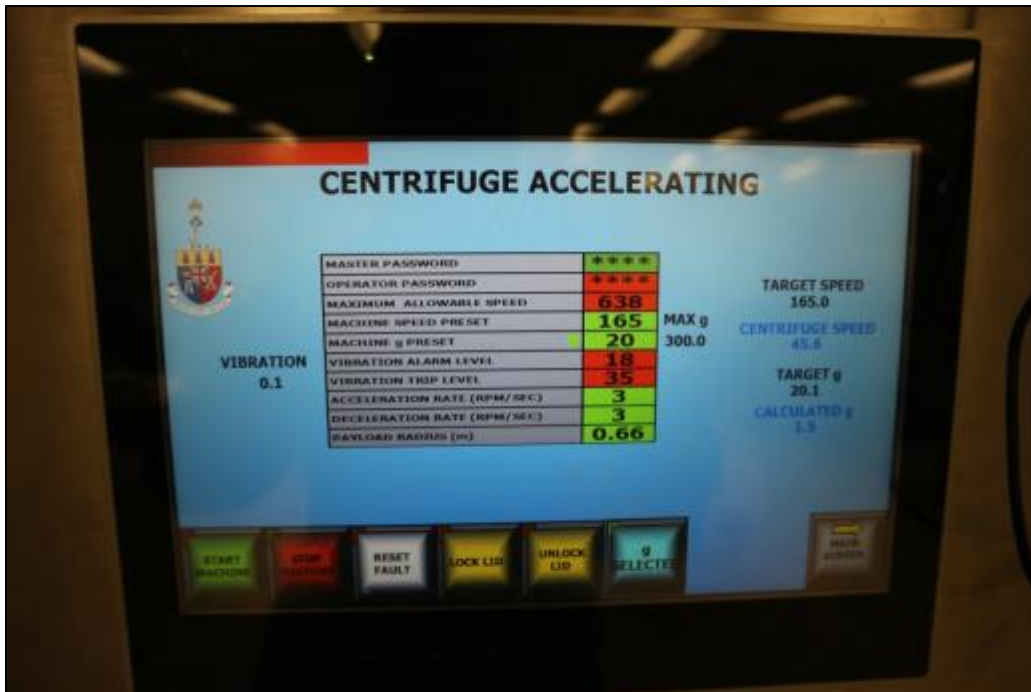 CENTRIFUGE ACCELERATING
MASTER PASSWORD ****
OPERATOR PASSWORD ****
MAXIMUM ALLOWABLE SPEED 638
MACHINE SPEED PRESET 165
MACHINE g PRESET 20
VIBRATION ALARM LEVEL 18
VIBRATION TRIP LEVEL 35
ACCELERATION RATE (RPM/SEC) 3
DECELERATION RATE (RPM/SEC) 3
PAYLOAD RADIUS (m) 0.66
VIBRATION
0.1
MAX g
300.0
TARGET SPEED
165.0
CENTRIFUGE SPEED
45.6
TARGET g
20.1
CALCULATED g
1.5
START
MACHINE
STOP
MACHINE
RESET
FAULT
LOCK LID
UNLOCK
LID
g
SELECTED
MAIN
SCREEN